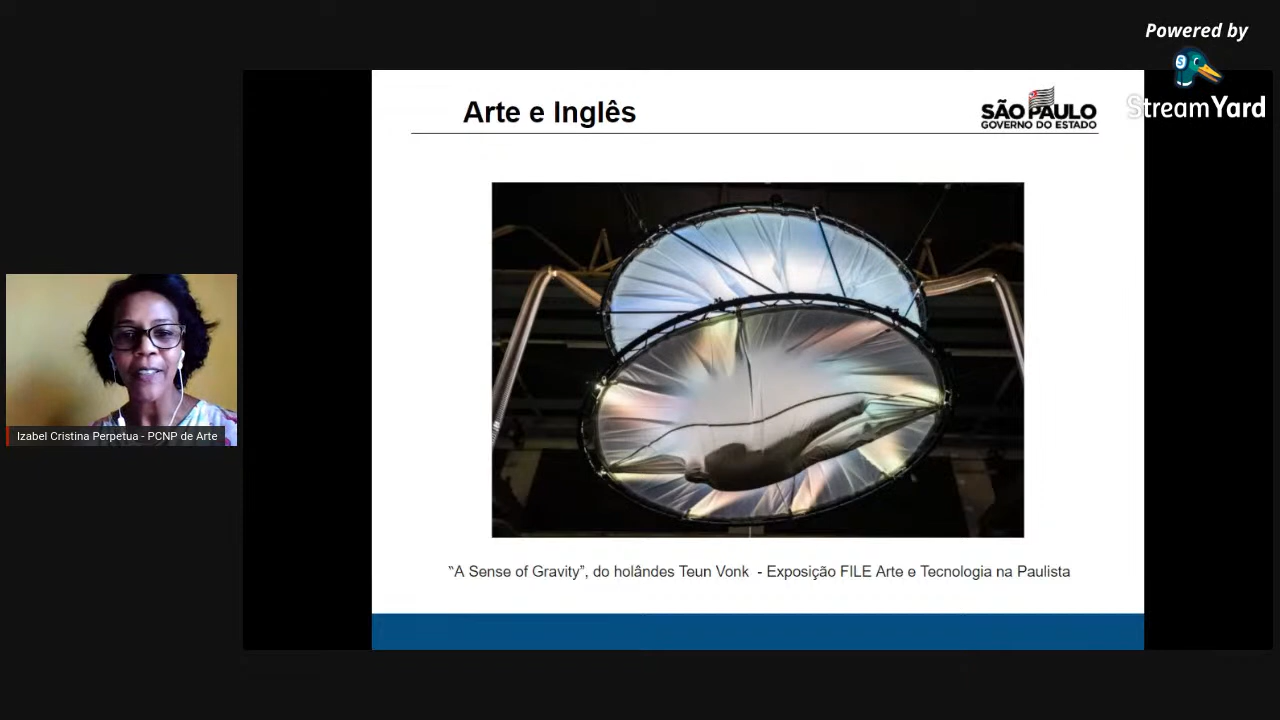 Powered by
StreamYard
Arte e Inglês
SÃO PAULO
GOVERNO DO ESTADO
Izabel Cristina Perpetua - PCNP de Arte
“A Sense of Gravity”, do holândes Teun Vonk - Exposição FILE Arte e Tecnologia na Paulista